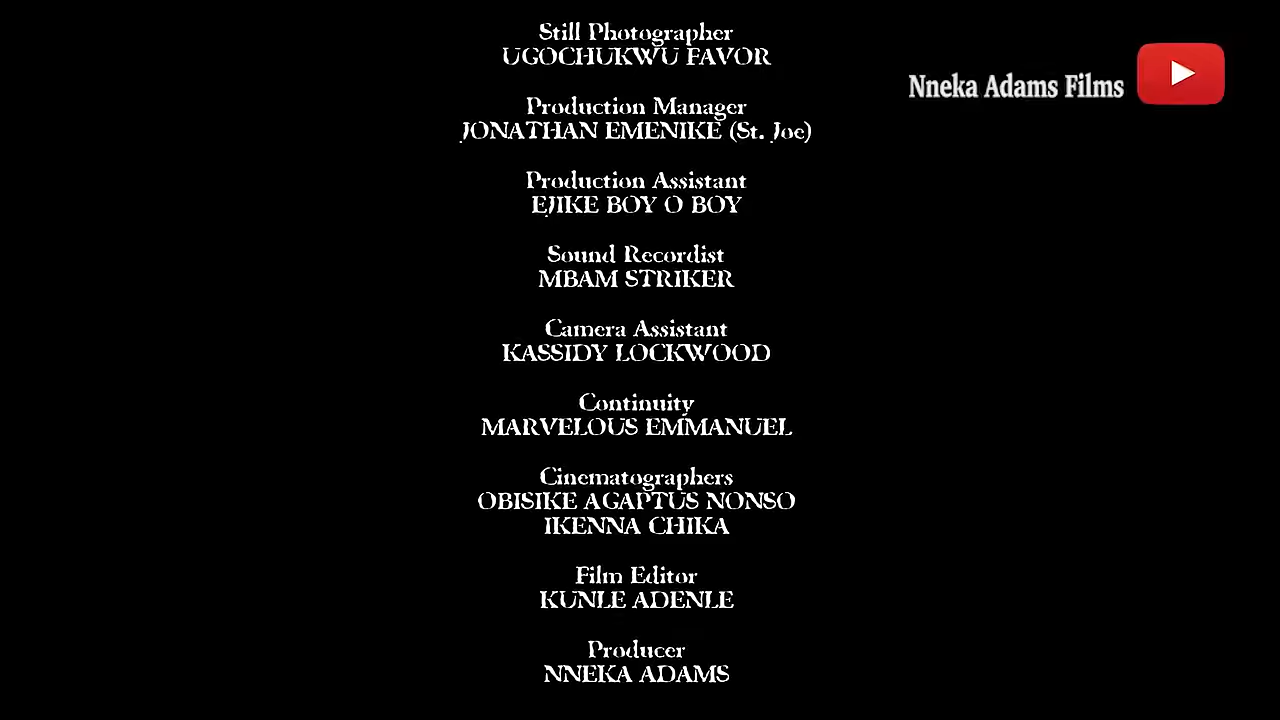 Still Photographer
UGOCHUKWU FAVOR
Nneka Adams Films
Production Manager
JONATHAN EMENIKE (St. Joe)
Production Assistant
EJIKE BOY O BOY
Sound Recordist
MBAM STRIKER
Camera Assistant
KASSIDY LOCKWOOD
Continuity
MARVELOUS EMMANUEL
Cinematographers
OBISIKE AGAPTUS NONSO
IKENNA CHIKA
Film Editor
KUNLE ADENLE
Producer
NNEKA ADAMS